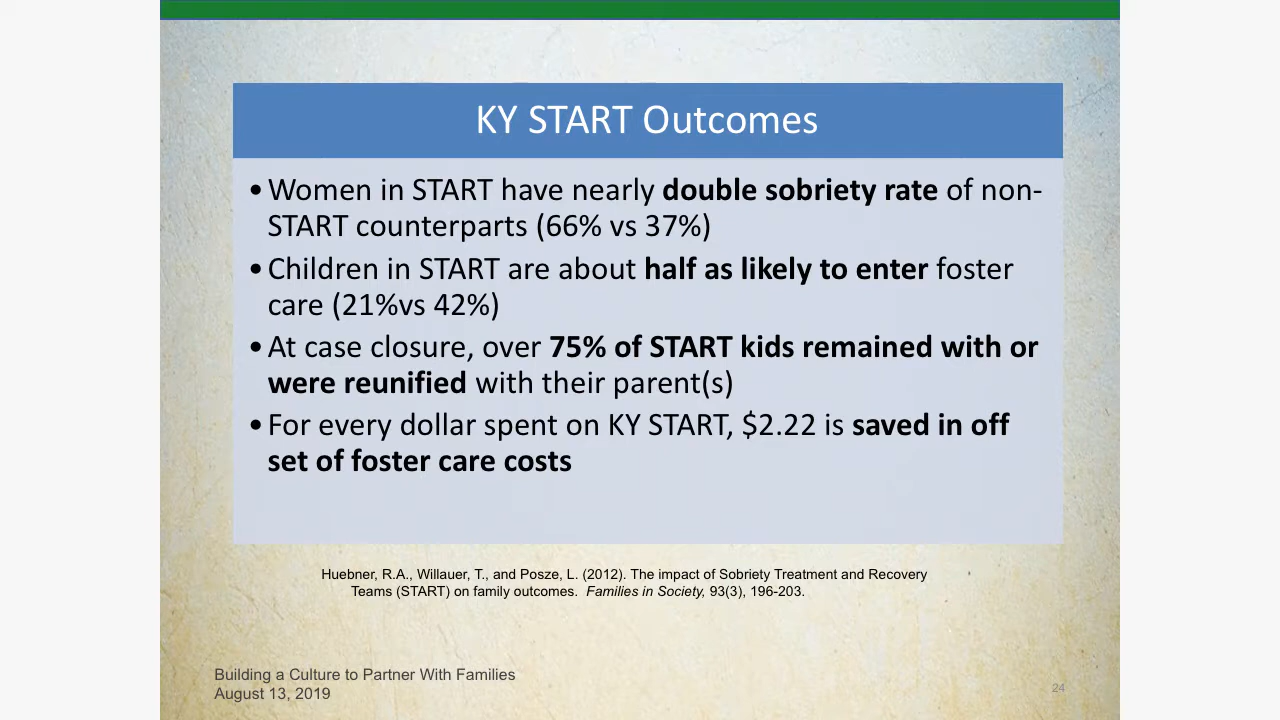 KY START Outcomes
•Women in START have nearly double sobriety rate of non-
START counterparts (66% vs 37%)
•Children in START are about half as likely to enter foster
care (21%vs 42%)
•At case closure, over 75% of START kids remained with or
were reunified with their parent(s)
•For every dollar spent on KY START, $2.22 is saved in off
set of foster care costs
Huebner, R.A., Willauer, T., and Posze, L. (2012). The impact of Sobriety Treatment and Recovery
Teams (START) on family outcomes. Families in Society, 93(3), 196-203.
Building a Culture to Partner With Families
August 13, 2019
24